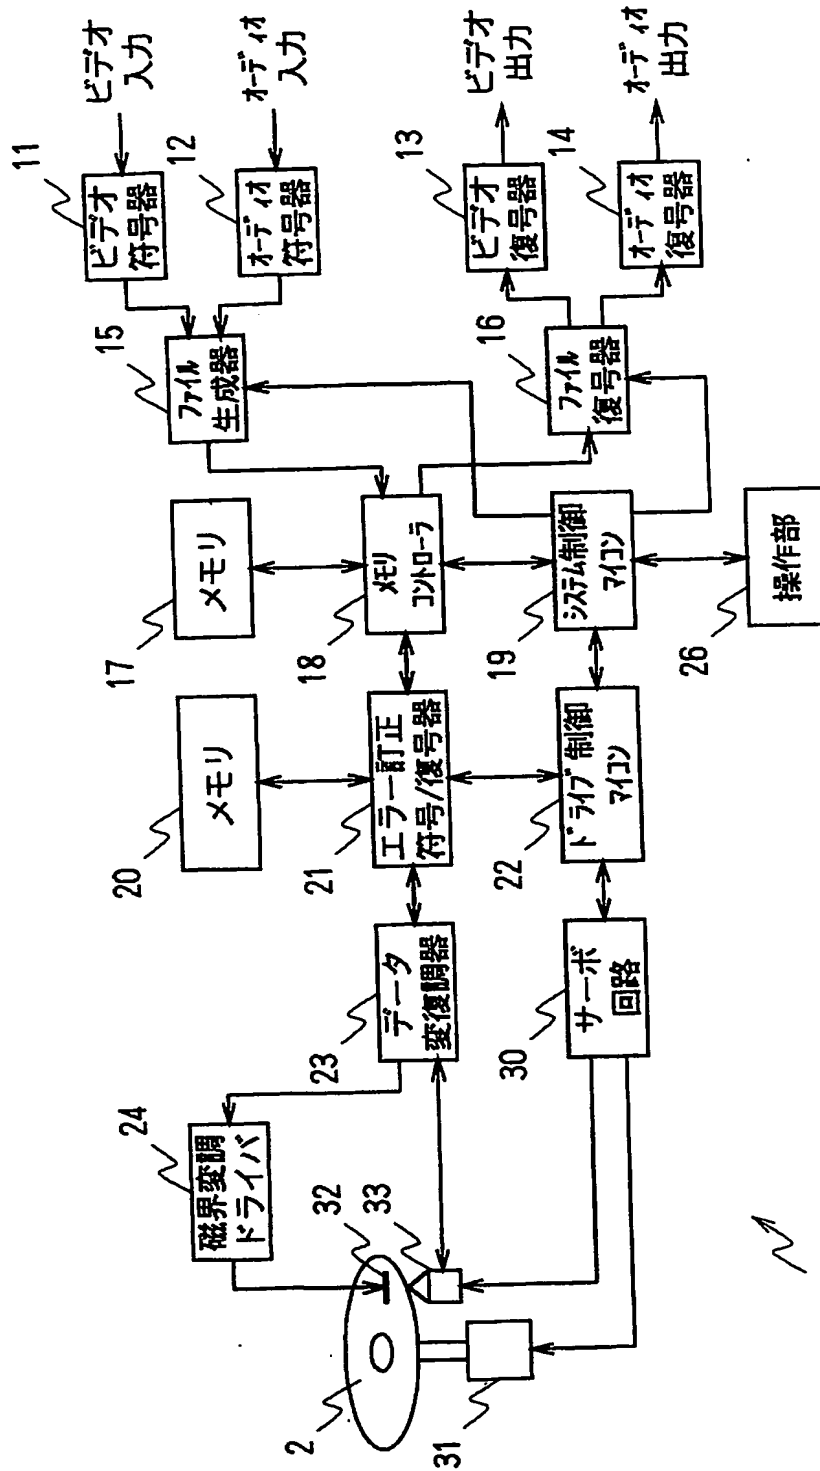 24
磁界変調
ドライバ
32
33
2
31
23
データ
変復調器
30
サーボ
回路
20
メモリ
21
エラー訂正
符号/復号器
22
ドライブ制御
マイコン
17
メモリ
18
メモリ
コントローラ
19
システム制御
マイコン
26
操作部
15
ファイル
生成器
16
ファイル
復号器
11
ビデオ
符号器
12
オーディオ
符号器
13
ビデオ
復号器
14
オーディオ
復号器
ビデオ
入力
オーディオ
入力
ビデオ
出力
オーディオ
出力